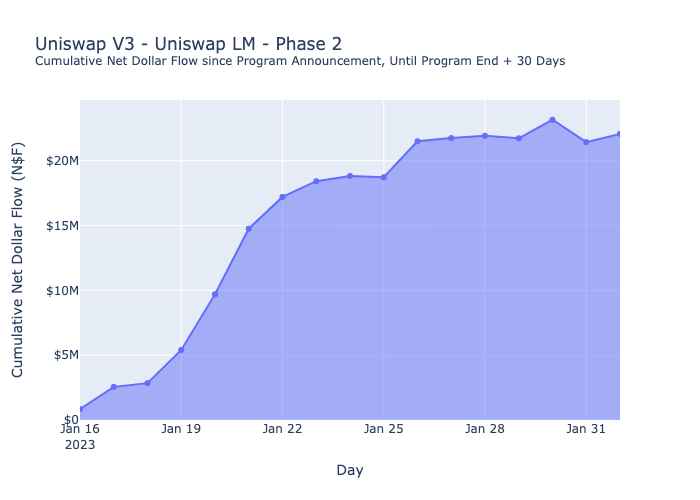 Uniswap V3 - Uniswap LM - Phase 2
Cumulative Net Dollar Flow since Program Announcement, Until Program End + 30 Days
Cumulative Net Dollar Flow (N$F)
$20M
$15M
$10M
$5M
$0
Jan 16 Jan 19 Jan 22 Jan 25 Jan 28 Jan 31
2023
Day